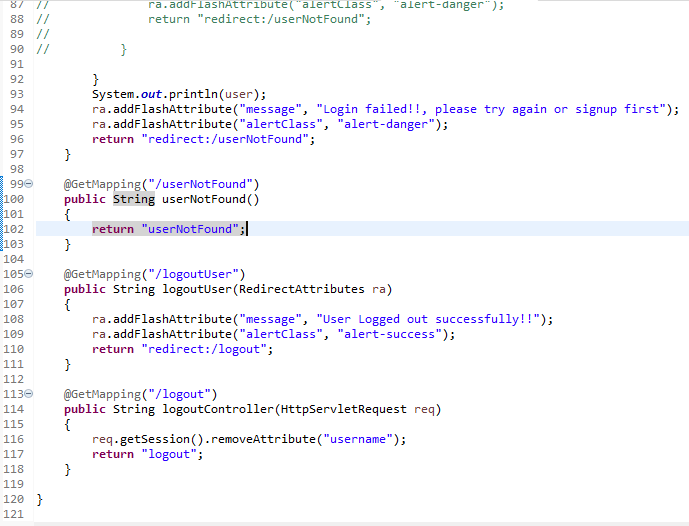 87 //              ra.addFlashAttribute("alertClass", "alert-danger");
88 //              return "redirect:/userNotFound";
89 //
90 //          }
91
92         }
93         System.out.println(user);
94         ra.addFlashAttribute("message", "Login failed!!, please try again or signup first");
95         ra.addFlashAttribute("alertClass", "alert-danger");
96         return "redirect:/userNotFound";
97     }
98
99     @GetMapping("/userNotFound")
100     public String userNotFound()
101     {
102         return "userNotFound";
103     }
104
105     @GetMapping("/logoutUser")
106     public String logoutUser(RedirectAttributes ra)
107     {
108         ra.addFlashAttribute("message", "User Logged out successfully!!");
109         ra.addFlashAttribute("alertClass", "alert-success");
110         return "redirect:/logout";
111     }
112
113     @GetMapping("/logout")
114     public String logoutController(HttpServletRequest req)
115     {
116         req.getSession().removeAttribute("username");
117         return "logout";
118     }
119
120 }
121